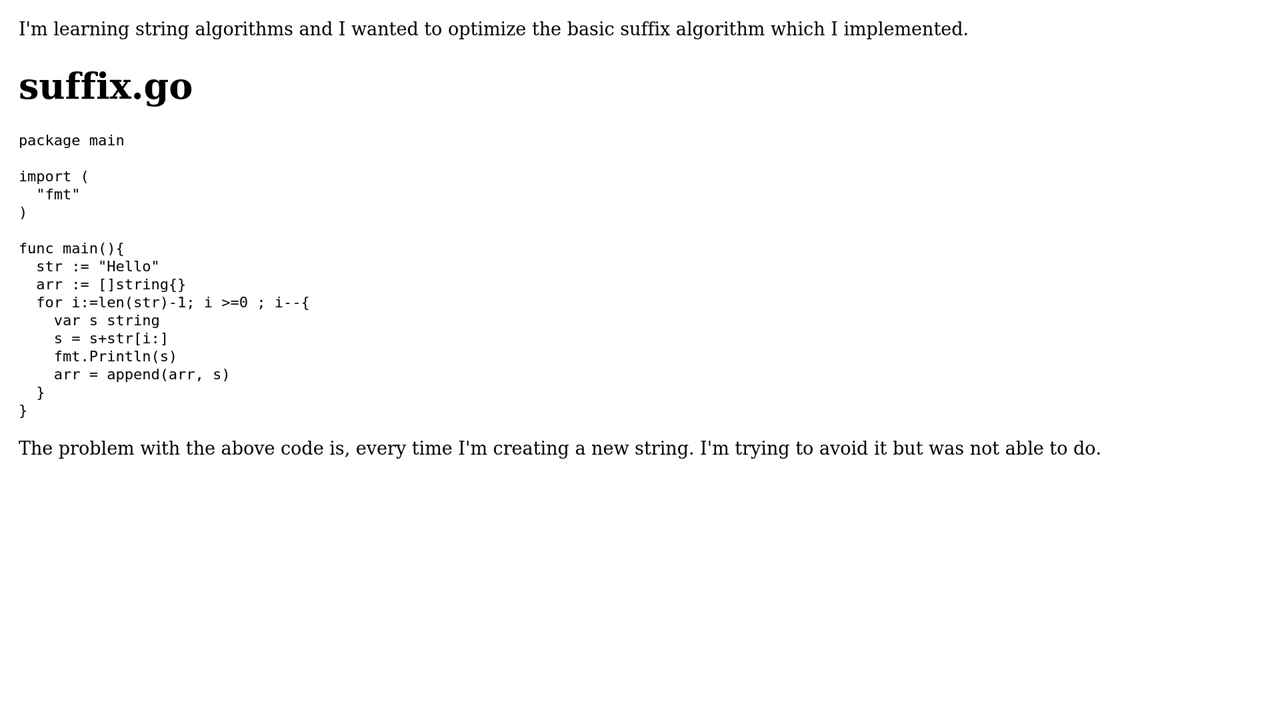 I'm learning string algorithms and I wanted to optimize the basic suffix algorithm which I implemented.
suffix.go
package main

import (
  "fmt"
)

func main(){
  str := "Hello"
  arr := []string{}
  for i:=len(str)-1; i >=0 ; i--{
    var s string
    s = s+str[i:]
    fmt.Println(s)
    arr = append(arr, s)
  }
}
The problem with the above code is, every time I'm creating a new string. I'm trying to avoid it but was not able to do.